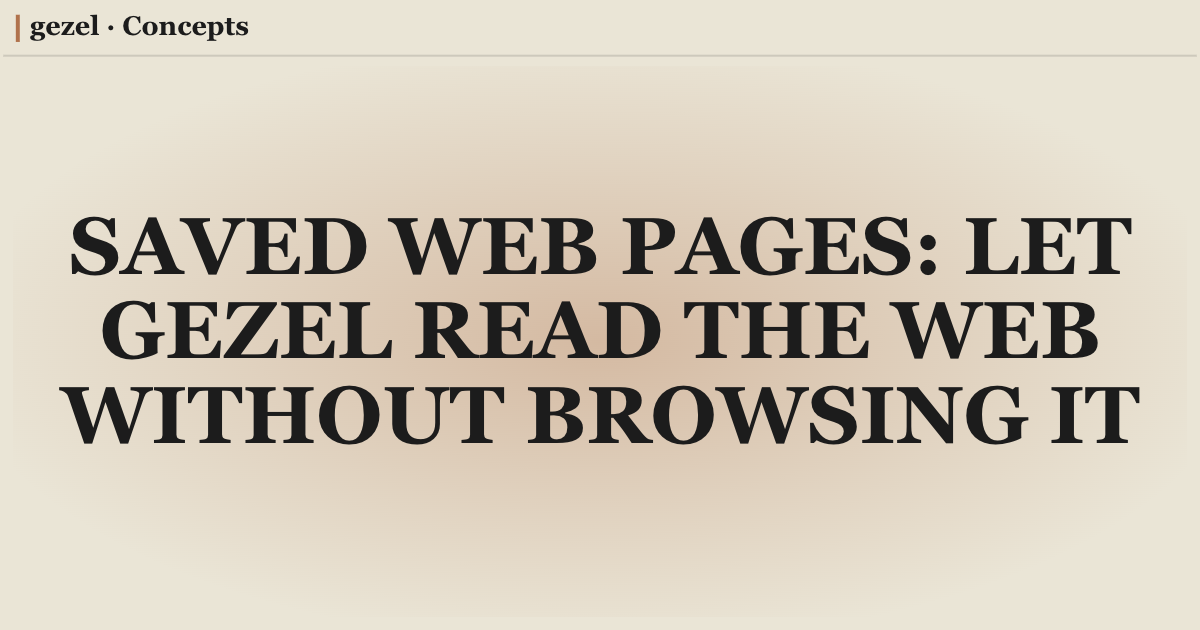 gezel · Concepts
SAVED WEB PAGES: LET
GEZEL READ THE WEB
WITHOUT BROWSING IT